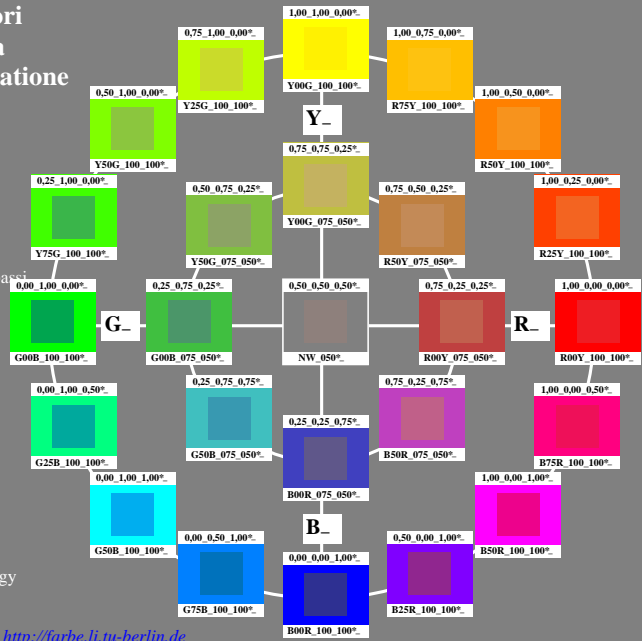 1,00_1,00_0,00*_
Y00G_100_100*_
0,75_1,00_0,00*_
Y25G_100_100*_
1,00_0,75_0,00*_
R75Y_100_100*_
atione
0,50_1,00_0,00*_
Y50G_100_100*_
1,00_0,50_0,00*_
R50Y_100_100*_
Y_
0,75_0,75_0,25*_
Y00G_075_050*_
0,25_1,00_0,00*_
Y75G_100_100*_
0,50_0,75_0,25*_
Y50G_075_050*_
0,75_0,50_0,25*_
R50Y_075_050*_
1,00_0,25_0,00*_
R25Y_100_100*_
assi
0,00_1,00_0,00*_
G00B_100_100*_
G_
0,25_0,75_0,25*_
G00B_075_050*_
0,50_0,50_0,50*_
NW_050*_
0,75_0,25_0,25*_
R00Y_075_050*_
R_
1,00_0,00_0,00*_
R00Y_100_100*_
0,00_1,00_0,50*_
G25B_100_100*_
0,25_0,75_0,75*_
G50B_075_050*_
0,75_0,25_0,75*_
B50R_075_050*_
1,00_0,00_0,50*_
B75R_100_100*_
0,25_0,25_0,75*_
B00R_075_050*_
0,00_1,00_1,00*_
G50B_100_100*_
1,00_0,00_1,00*_
B50R_100_100*_
B_
0,00_0,50_1,00*_
G75B_100_100*_
0,50_0,00_1,00*_
B25R_100_100*_
0,00_0,00_1,00*_
B00R_100_100*_
gy
http://farbe.li.tu-berlin.de